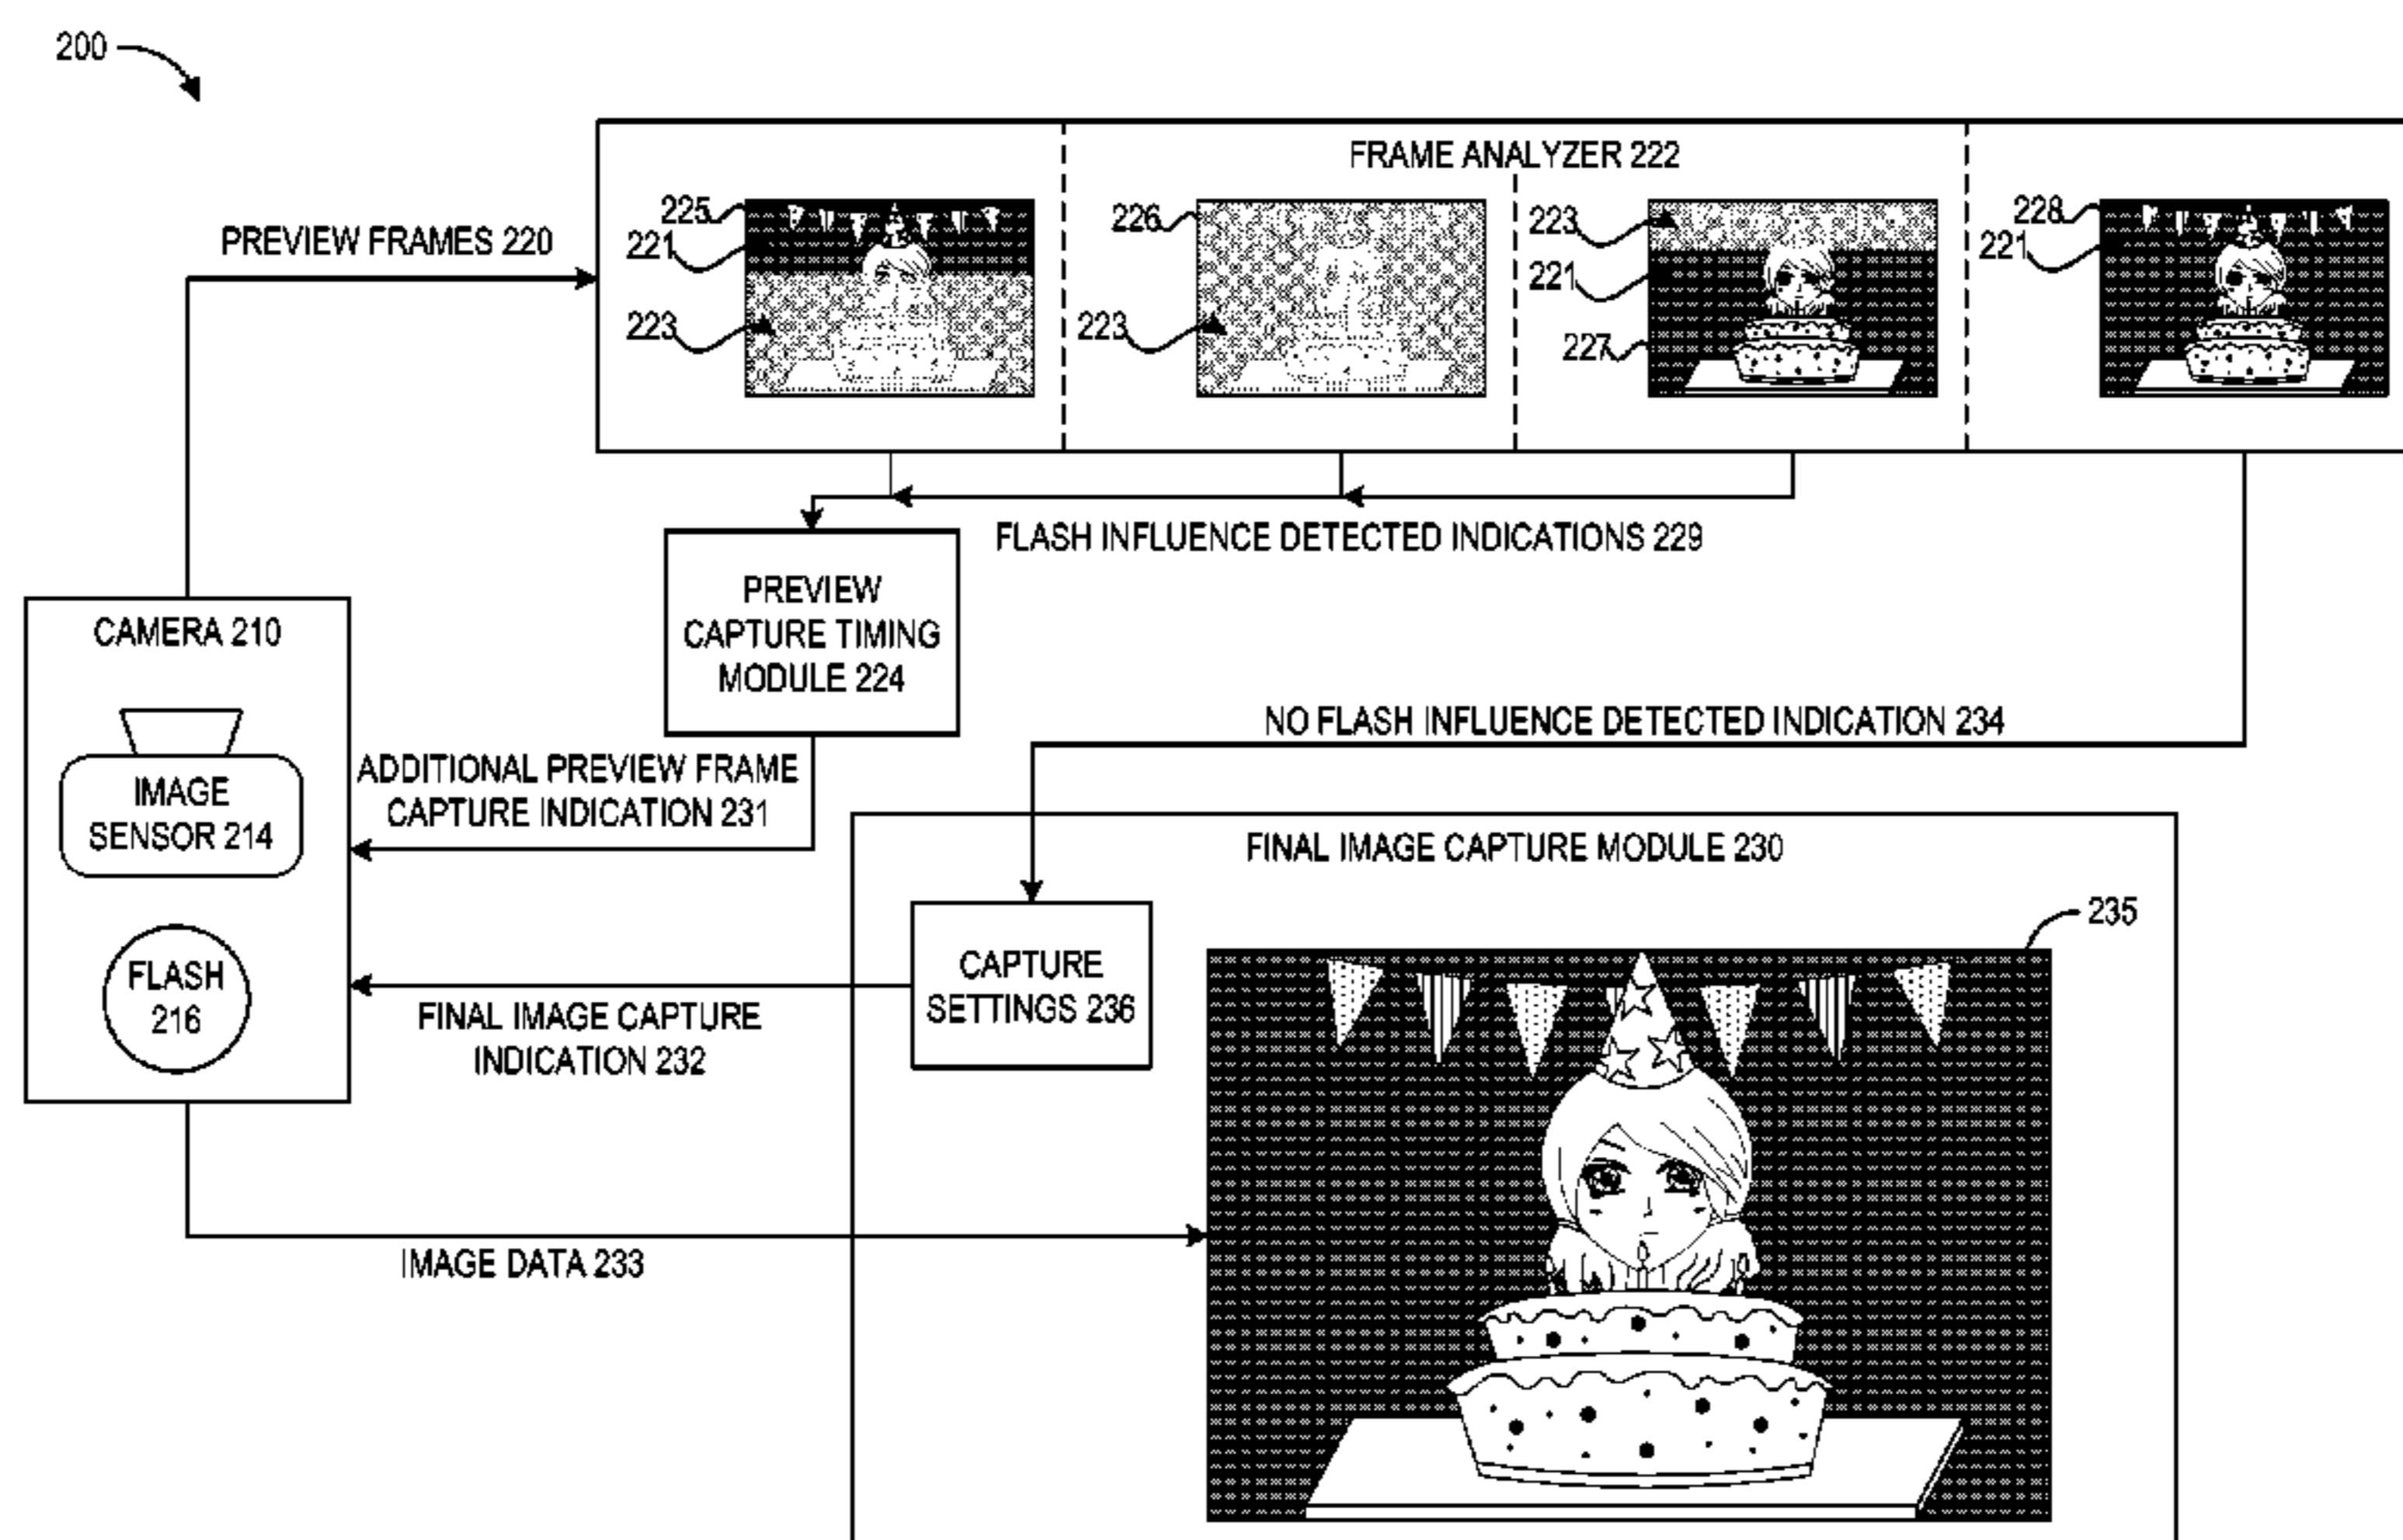 200
FRAME ANALYZER 222
PREVIEW FRAMES 220
225
221
223
226
223
223
221
227
228
221
FLASH INFLUENCE DETECTED INDICATIONS 229
PREVIEW
CAPTURE TIMING
MODULE 224
CAMERA 210
IMAGE
SENSOR 214
FLASH
216
NO FLASH INFLUENCE DETECTED INDICATION 234
ADDITIONAL PREVIEW FRAME
CAPTURE INDICATION 231
FINAL IMAGE CAPTURE MODULE 230
235
CAPTURE
SETTINGS 236
FINAL IMAGE CAPTURE
INDICATION 232
IMAGE DATA 233